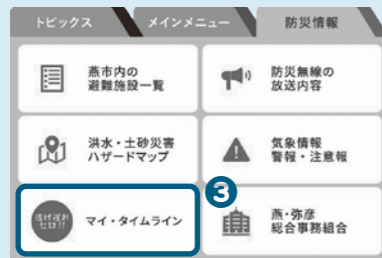 トピックス
メインメニュー
防災情報
燕市内の
避難施設一覧
防災無線の
放送内容
洪水・土砂災害
ハザードマップ
気象情報
警報・注意報
3
逃げ遅れ
ゼロ!!
マイ・タイムライン
燕・弥彦
総合事務組合